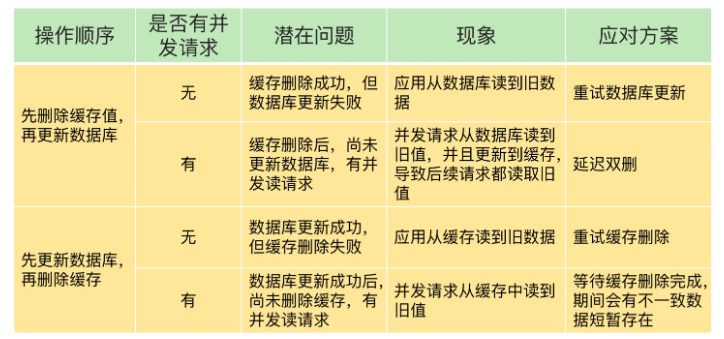 操作顺序
是否有并
发请求
潜在问题
现象
应对方案
先删除缓存值，
再更新数据库
无
缓存删除成功，但
数据库更新失败
应用从数据库读到旧数
据
重试数据库更新
有
缓存删除后，尚未
更新数据库，有并
发读请求
并发请求从数据库读到
旧值，并且更新到缓存，
导致后续请求都读取旧
值
延迟双删
先更新数据库，
再删除缓存
无
数据库更新成功，
但缓存删除失败
应用从缓存读到旧数据
重试缓存删除
有
数据库更新成功后，
尚未删除缓存，有
并发读请求
并发请求从缓存中读到
旧值
等待缓存删除完成，
期间会有不一致数
据短暂存在